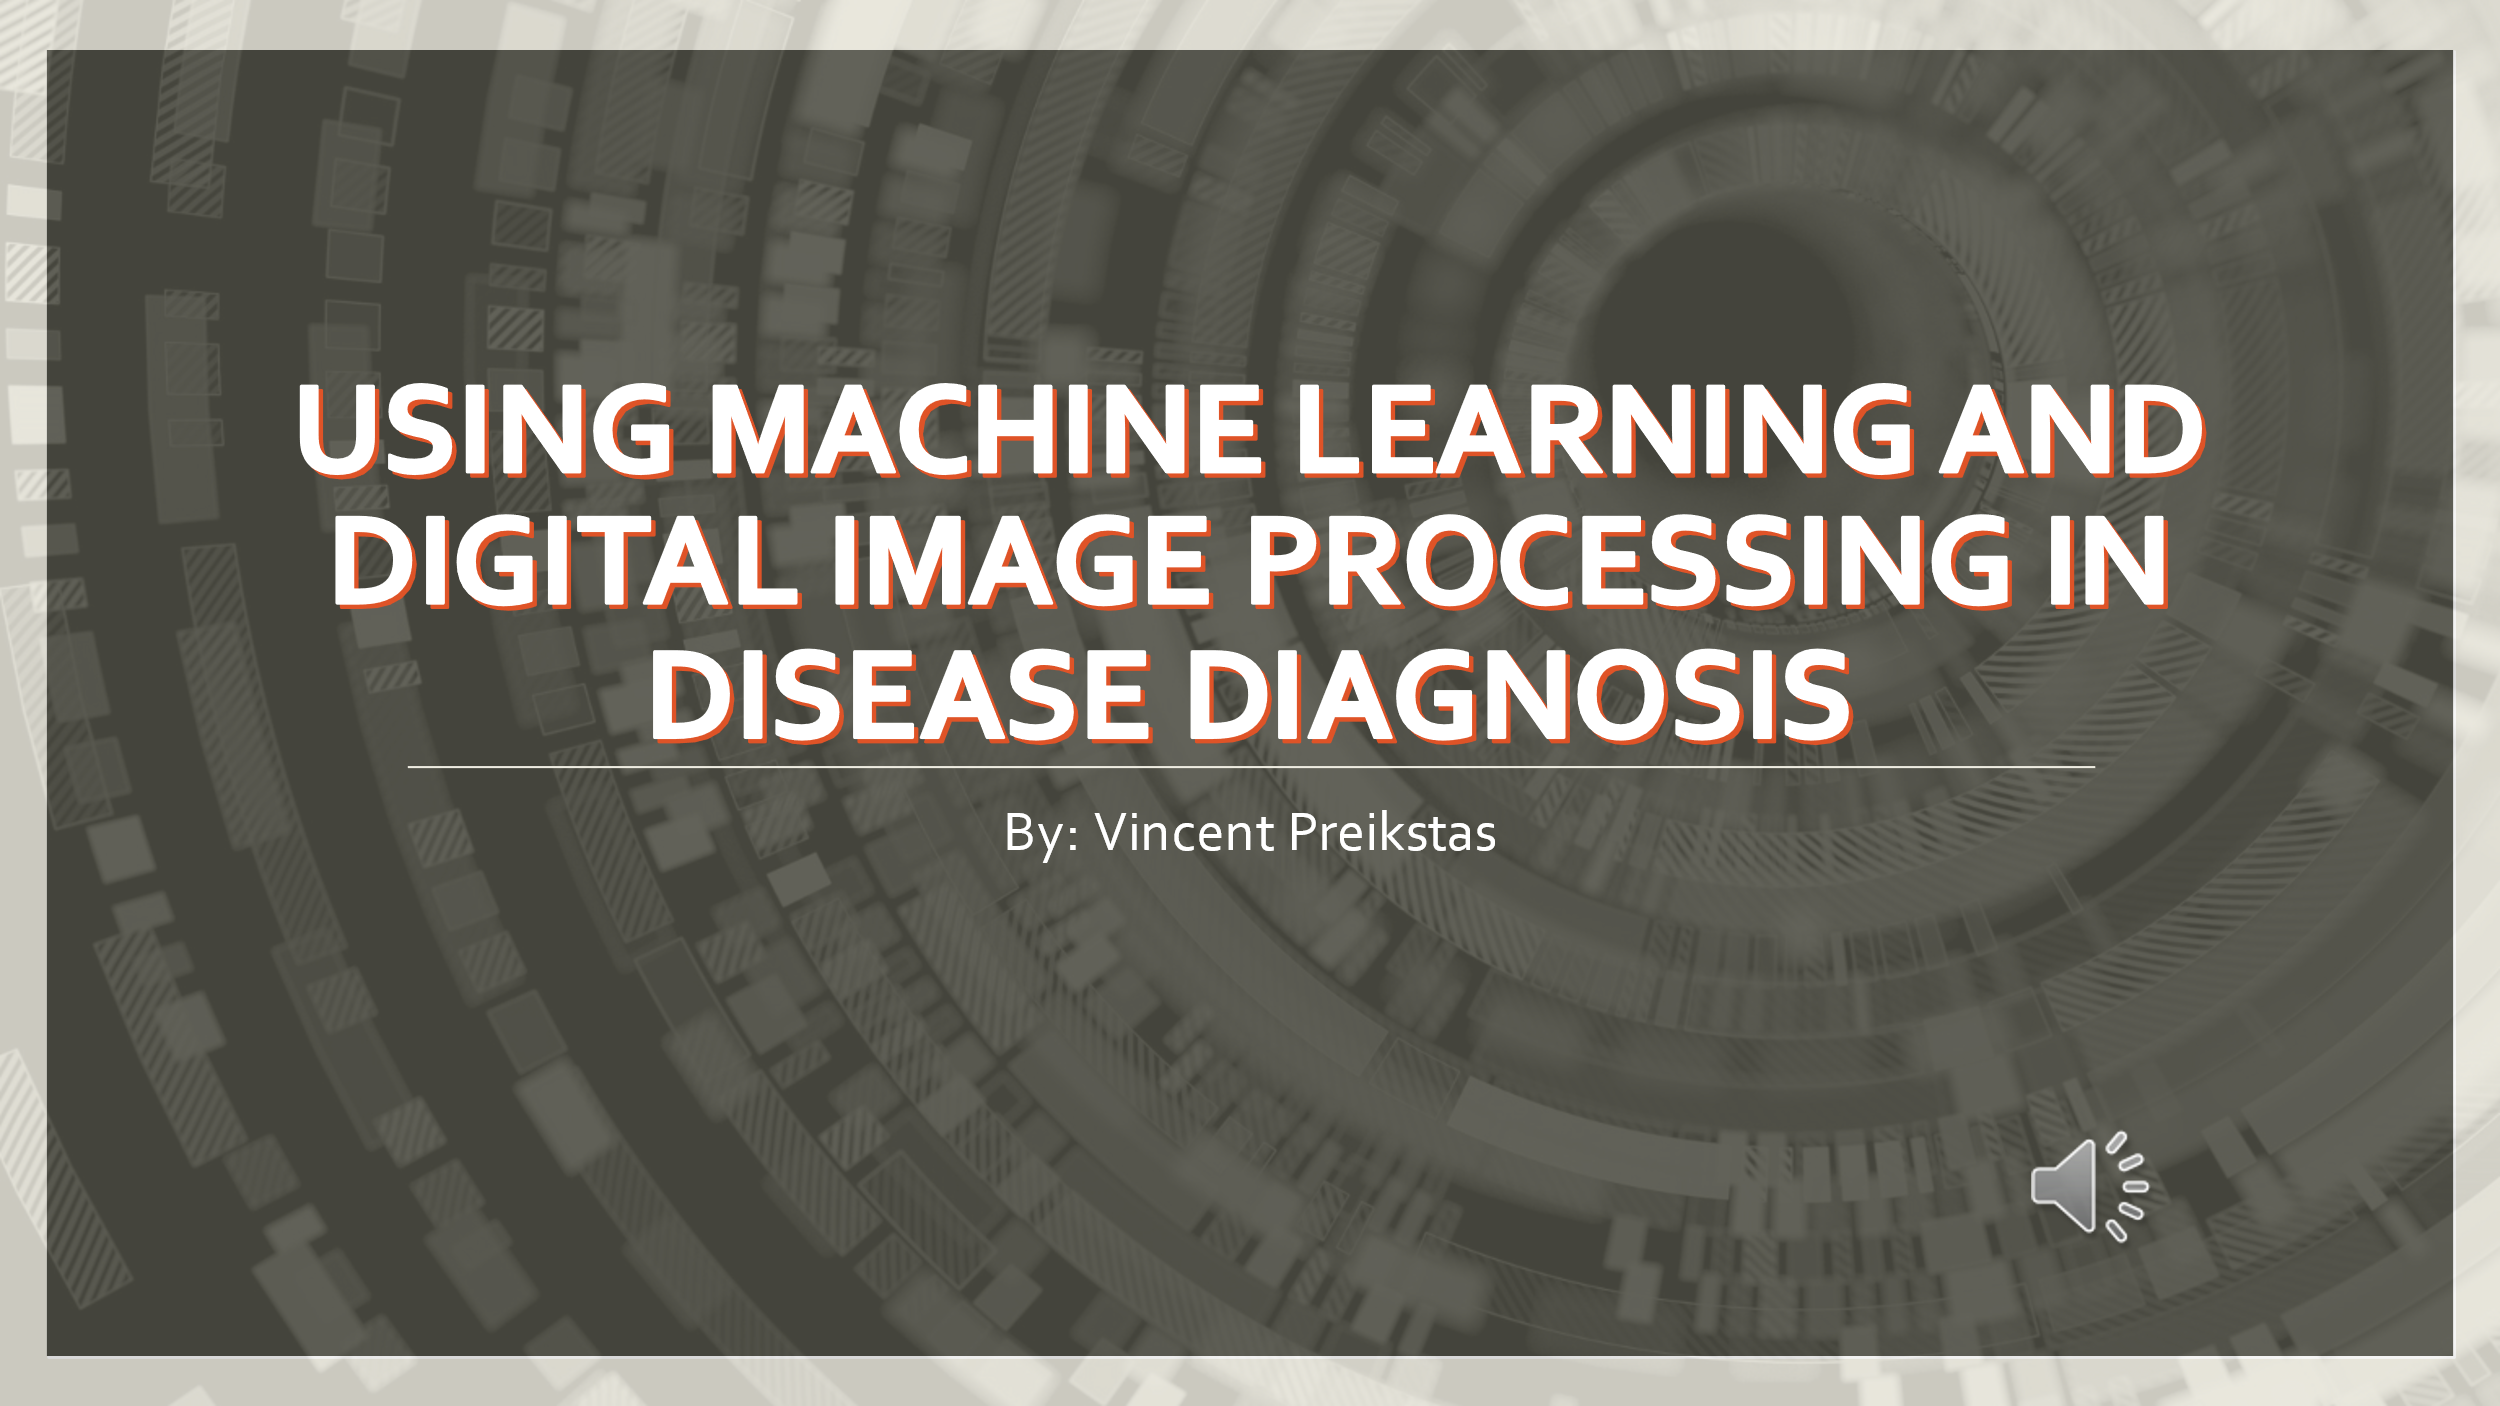 USING MACHINE LEARNING AND
DIGITAL IMAGE PROCESSING IN
DISEASE DIAGNOSIS
By: Vincent Preikstas